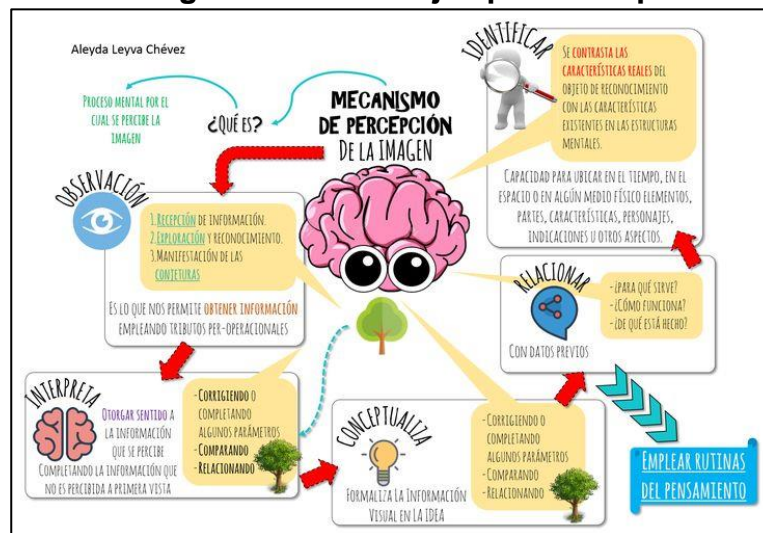 Aleyda Leyva Chévez
PROCESO MENTAL POR EL
CUAL SE PERCIBE LA
IMAGEN
¿QUÉ ES?
MECANISMO
DE PERCEPCIÓN
DE LA IMAGEN
OBSERVACIÓN
1.RECEPCIÓN DE INFORMACIÓN.
2.EXPLORACIÓN Y RECONOCIMIENTO.
3.MANIFESTACIÓN DE LAS
CONJETURAS
ES LO QUE NOS PERMITE OBTENER INFORMACIÓN
EMPLEANDO TRIBUTOS PER-OPERACIONALES
INTERPRETA
OTORGAR SENTIDO A
LA INFORMACIÓN
QUE SE PERCIBE
COMPLETANDO LA INFORMACIÓN QUE
NO ES PERCIBIDA A PRIMERA VISTA
-CORRIGIENDO O
COMPLETANDO
ALGUNOS PARÁMETROS
-COMPARANDO
-RELACIONANDO
CONCEPTUALIZA
FORMALIZA LA INFORMACIÓN
VISUAL EN LA IDEA
-CORRIGIENDO O
COMPLETANDO
ALGUNOS PARÁMETROS
-COMPARANDO
-RELACIONANDO
RELACIONAR
CON DATOS PREVIOS
-¿PARA QUÉ SIRVE?
-¿CÓMO FUNCIONA?
-¿DE QUÉ ESTÁ HECHO?
IDENTIFICAR
SE CONTRASTA LAS
CARACTERÍSTICAS REALES DEL
OBJETO DE RECONOCIMIENTO
CON LAS CARACTERÍSTICAS
EXISTENTES EN LAS ESTRUCTURAS
MENTALES.
CAPACIDAD PARA UBICAR EN EL TIEMPO, EN EL
ESPACIO O EN ALGÚN MEDIO FÍSICO ELEMENTOS,
PARTES, CARACTERÍSTICAS, PERSONAJES,
INDICACIONES U OTROS ASPECTOS.
EMPLEAR RUTINAS
DEL PENSAMIENTO